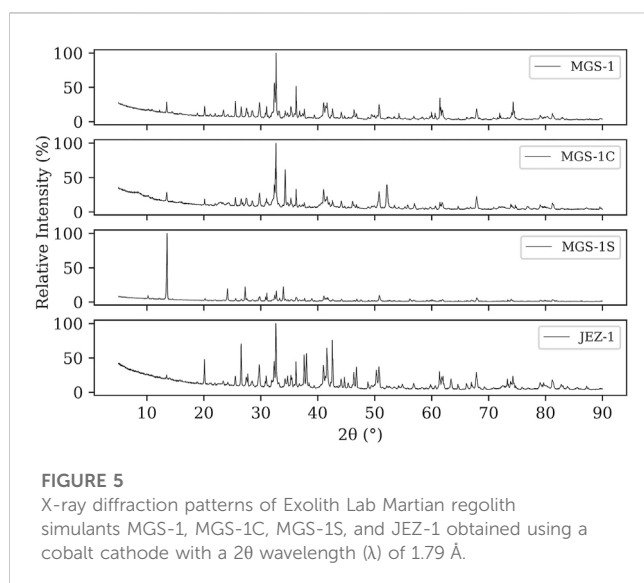 100
50
0
MGS-1
100
50
0
MGS-1C
100
50
0
MGS-1S
100
50
0
JEZ-1
Relative Intensity (%)
10 20 30 40 50 60 70 80 90
2θ (°)
FIGURE 5
X-ray diffraction patterns of Exolith Lab Martian regolith
simulants MGS-1, MGS-1C, MGS-1S, and JEZ-1 obtained using a
cobalt cathode with a 2θ wavelength (λ) of 1.79 Å.